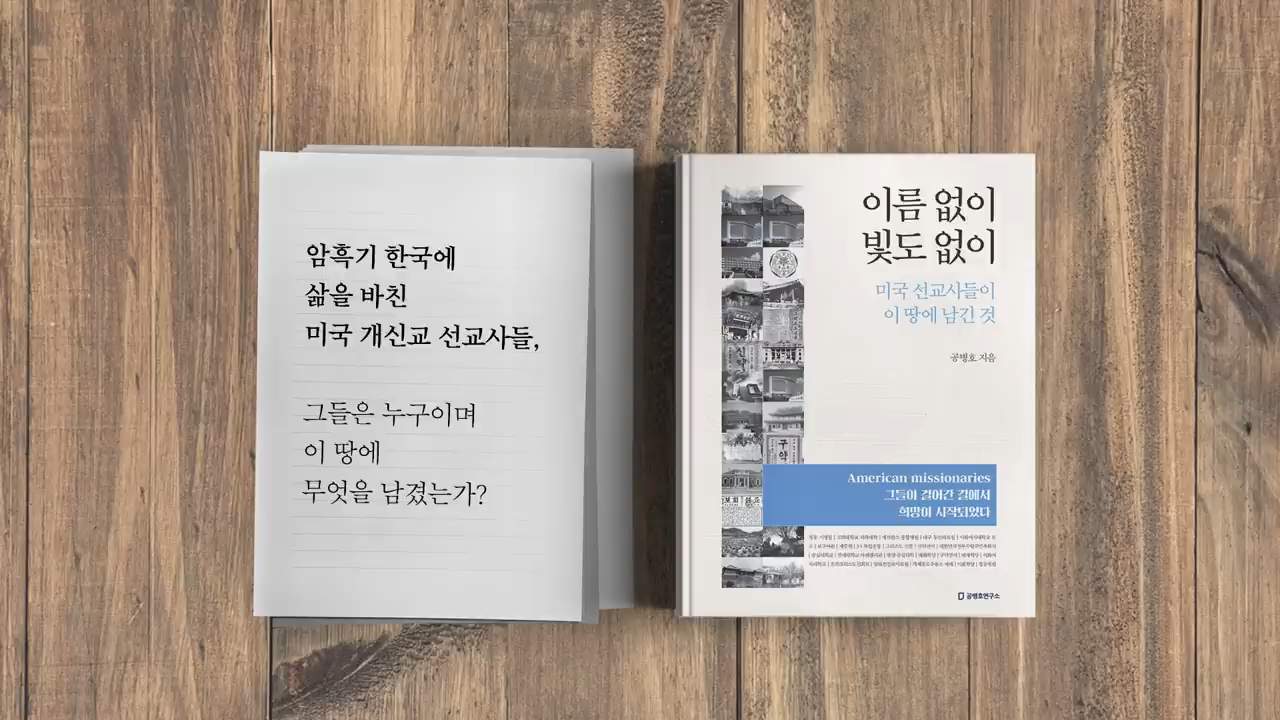 암흑기 한국에
삶을 바친
미국 개신교 선교사들,
그들은 누구이며
이 땅에
무엇을 남겼는가?
이름 없이
빛도 없이
미국 선교사들이
이 땅에 남긴 것
공병호 지음
신약
구약
American missionaries
그들이 걸어간 길에서
희망이 시작되었다
공병호연구소